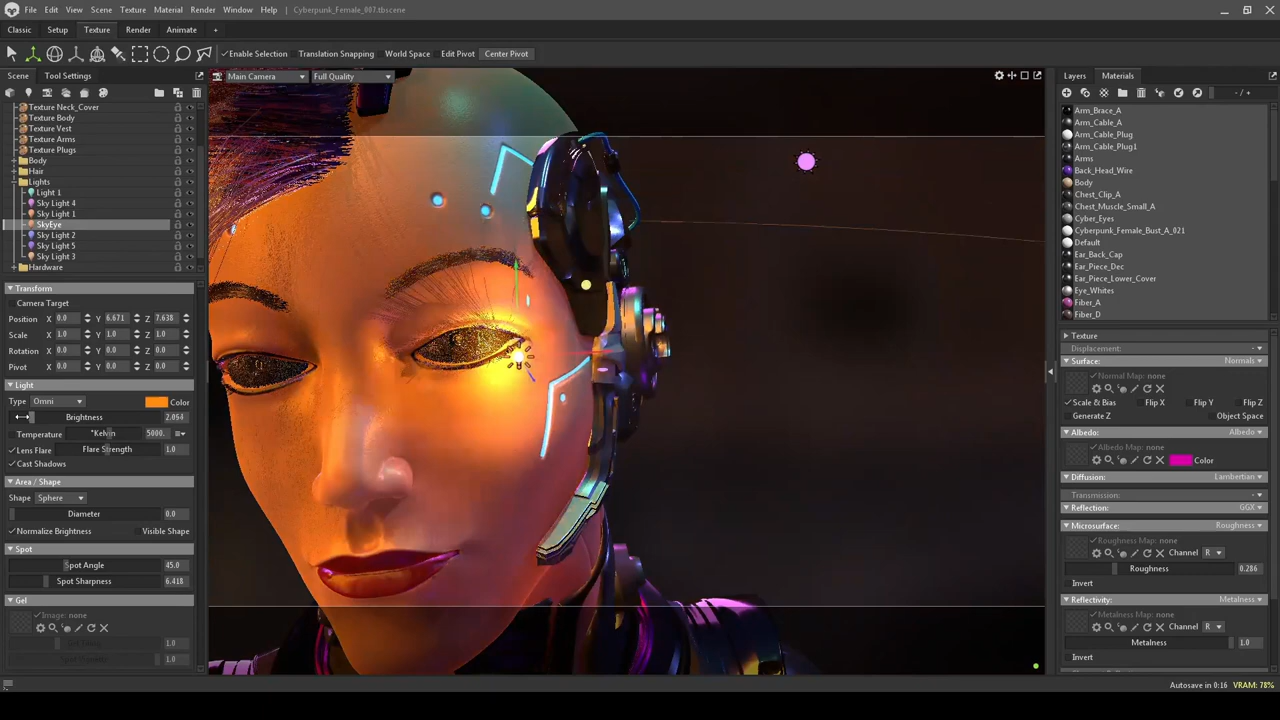 File Edit View Scene Texture Material Render Window Help Cyberpunk_Female_007.tbscene
Classic Setup Texture Render Animate +
Enable Selection Translation Snapping World Space Edit Pivot Center Pivot
Scene Tool Settings
Main Camera Full Quality
Layers Materials
- / +
Texture Neck_Cover
Texture Body
Texture Vest
Texture Arms
Texture Plugs
Body
Hair
Lights
Light 1
Sky Light 4
Sky Light 1
SkyEye
Sky Light 2
Sky Light 5
Sky Light 3
Hardware
Transform
Camera Target
Position X 0.0 Y 6.671 Z 7.638
Scale X 1.0 Y 1.0 Z 1.0
Rotation X 0.0 Y 0.0 Z 0.0
Pivot X 0.0 Y 0.0 Z 0.0
Light
Type Omni Color
Brightness 2.054
Temperature °Kelvin 5000.
Lens Flare Flare Strength 1.0
Cast Shadows
Area / Shape
Shape Sphere
Diameter 0.0
Normalize Brightness Visible Shape
Spot
Spot Angle 45.0
Spot Sharpness 6.418
Gel
Image: none
1.0
1.0
Arm_Brace_A
Arm_Cable_A
Arm_Cable_Plug
Arm_Cable_Plug1
Arms
Back_Head_Wire
Body
Chest_Clip_A
Chest_Muscle_Small_A
Cyber_Eyes
Cyberpunk_Female_Bust_A_021
Default
Ear_Back_Cap
Ear_Piece_Dec
Ear_Piece_Lower_Cover
Eye_Whites
Fiber_A
Fiber_D
Texture
Displacement:
Surface: Normals
Normal Map: none
Scale & Bias Flip X Flip Y Flip Z
Generate Z Object Space
Albedo: Albedo
Albedo Map: none
Color
Diffusion: Lambertian
Transmission:
Reflection: GGX
Microsurface: Roughness
Roughness Map: none
Channel R
Roughness 0.286
Invert
Reflectivity: Metalness
Metalness Map: none
Channel R
Metalness 1.0
Invert
Autosave in 0:16 VRAM: 78%